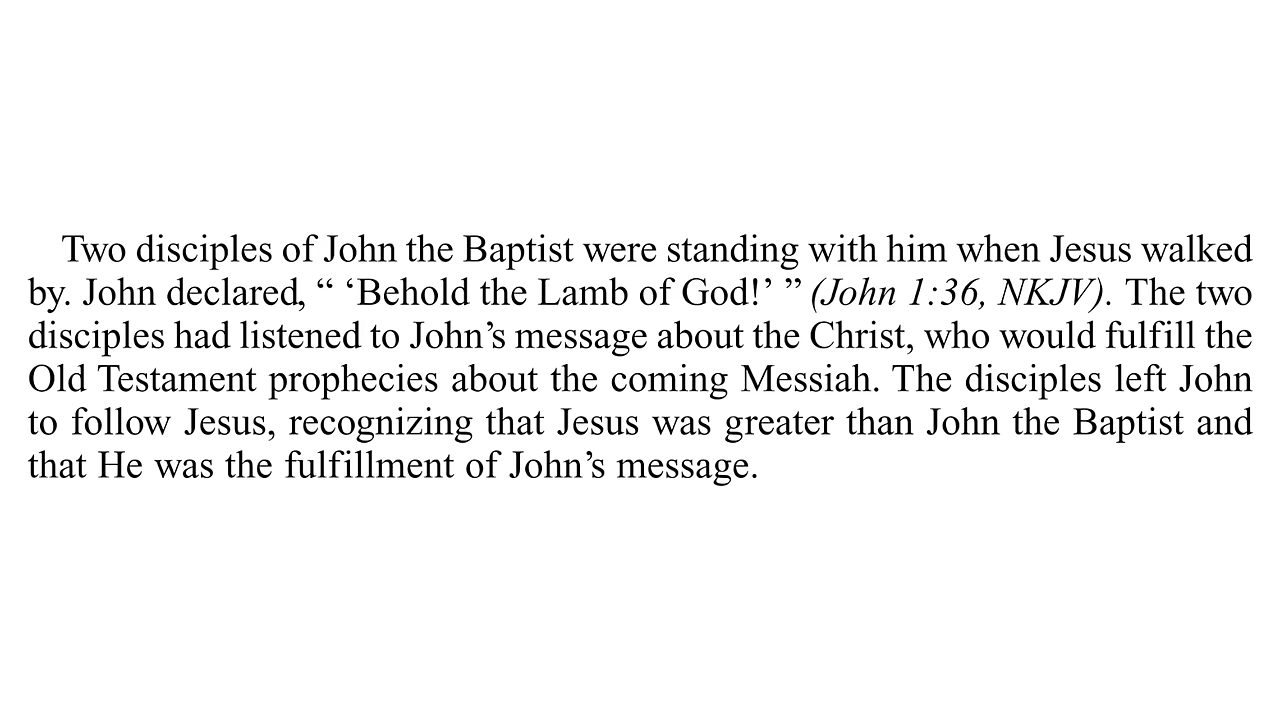 Two disciples of John the Baptist were standing with him when Jesus walked
by. John declared, “ ‘Behold the Lamb of God!’ ” (John 1:36, NKJV). The two
disciples had listened to John’s message about the Christ, who would fulfill the
Old Testament prophecies about the coming Messiah. The disciples left John
to follow Jesus, recognizing that Jesus was greater than John the Baptist and
that He was the fulfillment of John’s message.